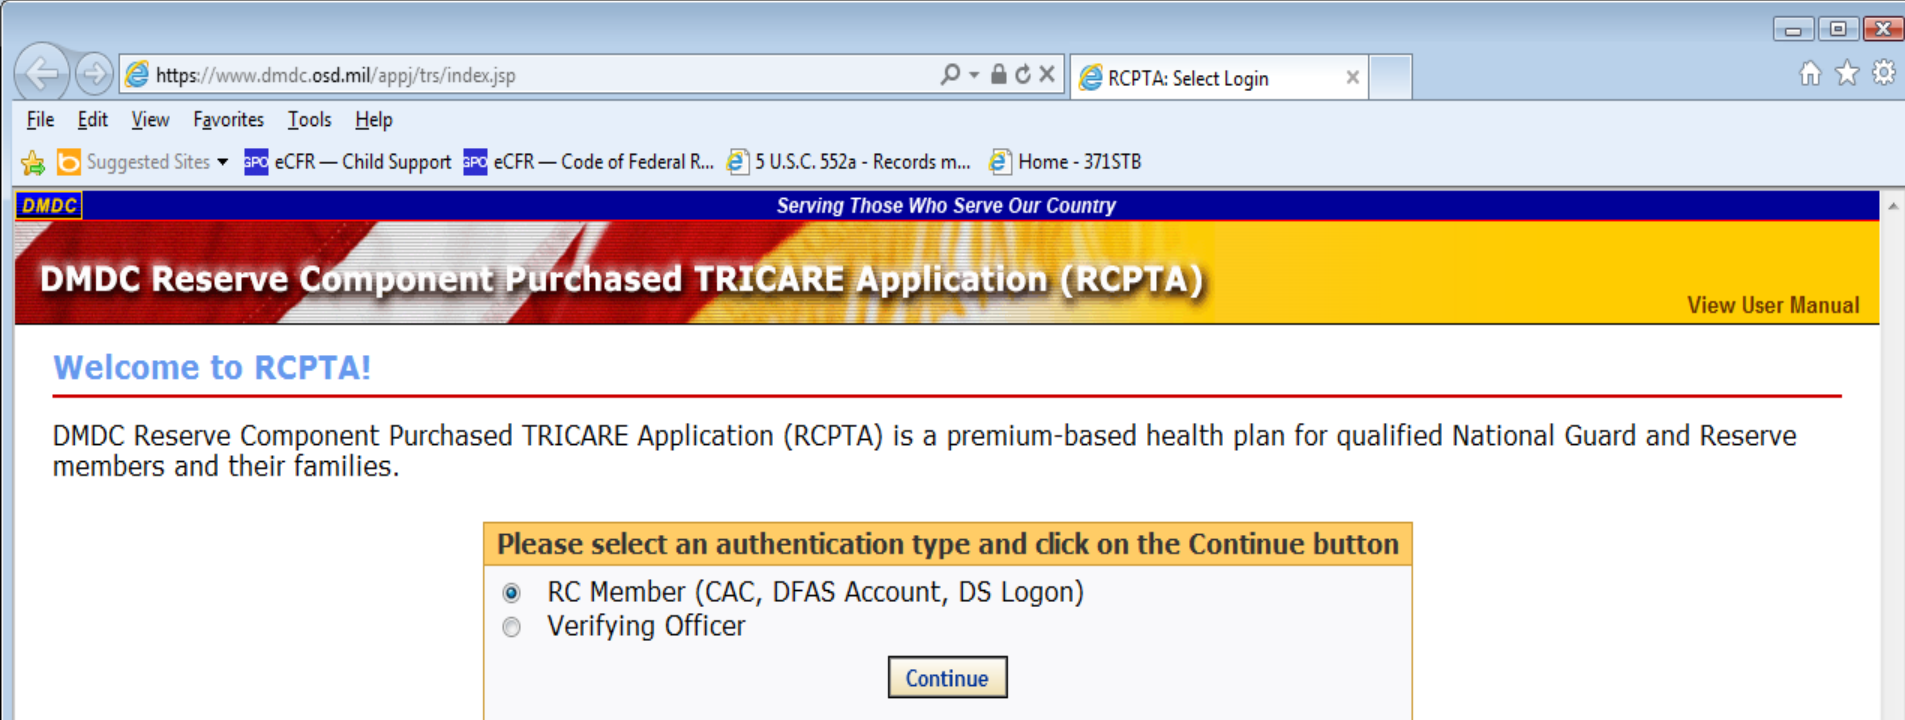 https://www.dmdc.osd.mil/appj/trs/index.jsp
RCPTA: Select Login
File Edit View Favorites Tools Help
Suggested Sites GPO eCFR — Child Support GPO eCFR — Code of Federal R... 5 U.S.C. 552a - Records m... Home - 371STB
DMDC Serving Those Who Serve Our Country
DMDC Reserve Component Purchased TRICARE Application (RCPTA)
View User Manual
Welcome to RCPTA!
DMDC Reserve Component Purchased TRICARE Application (RCPTA) is a premium-based health plan for qualified National Guard and Reserve
members and their families.
Please select an authentication type and click on the Continue button
RC Member (CAC, DFAS Account, DS Logon)
Verifying Officer
Continue